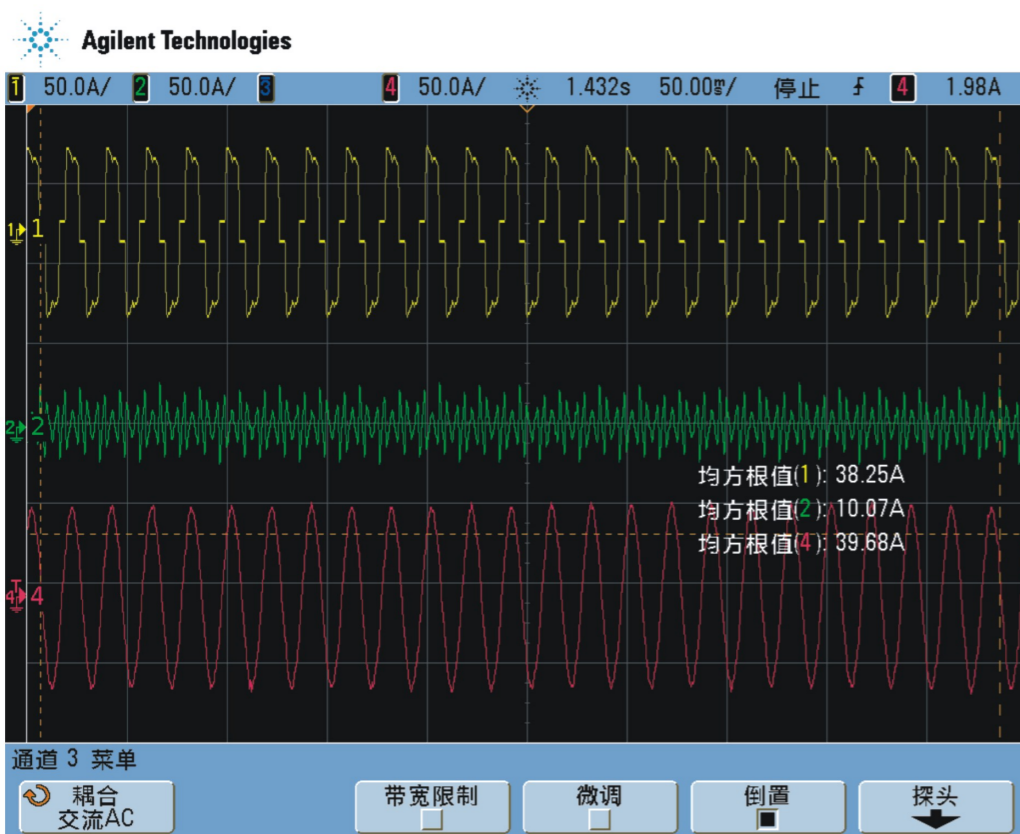 Agilent Technologies
1 50.0A/ 2 50.0A/ 3 4 50.0A/ 1.432s 50.00㎳/ 停止 4 1.98A
1 1
2 2
均方根值(1): 38.25A
均方根值(2): 10.07A
均方根值(4): 39.68A
4 4
通道 3 菜单
耦合
交流AC
带宽限制
微调
倒置
探头